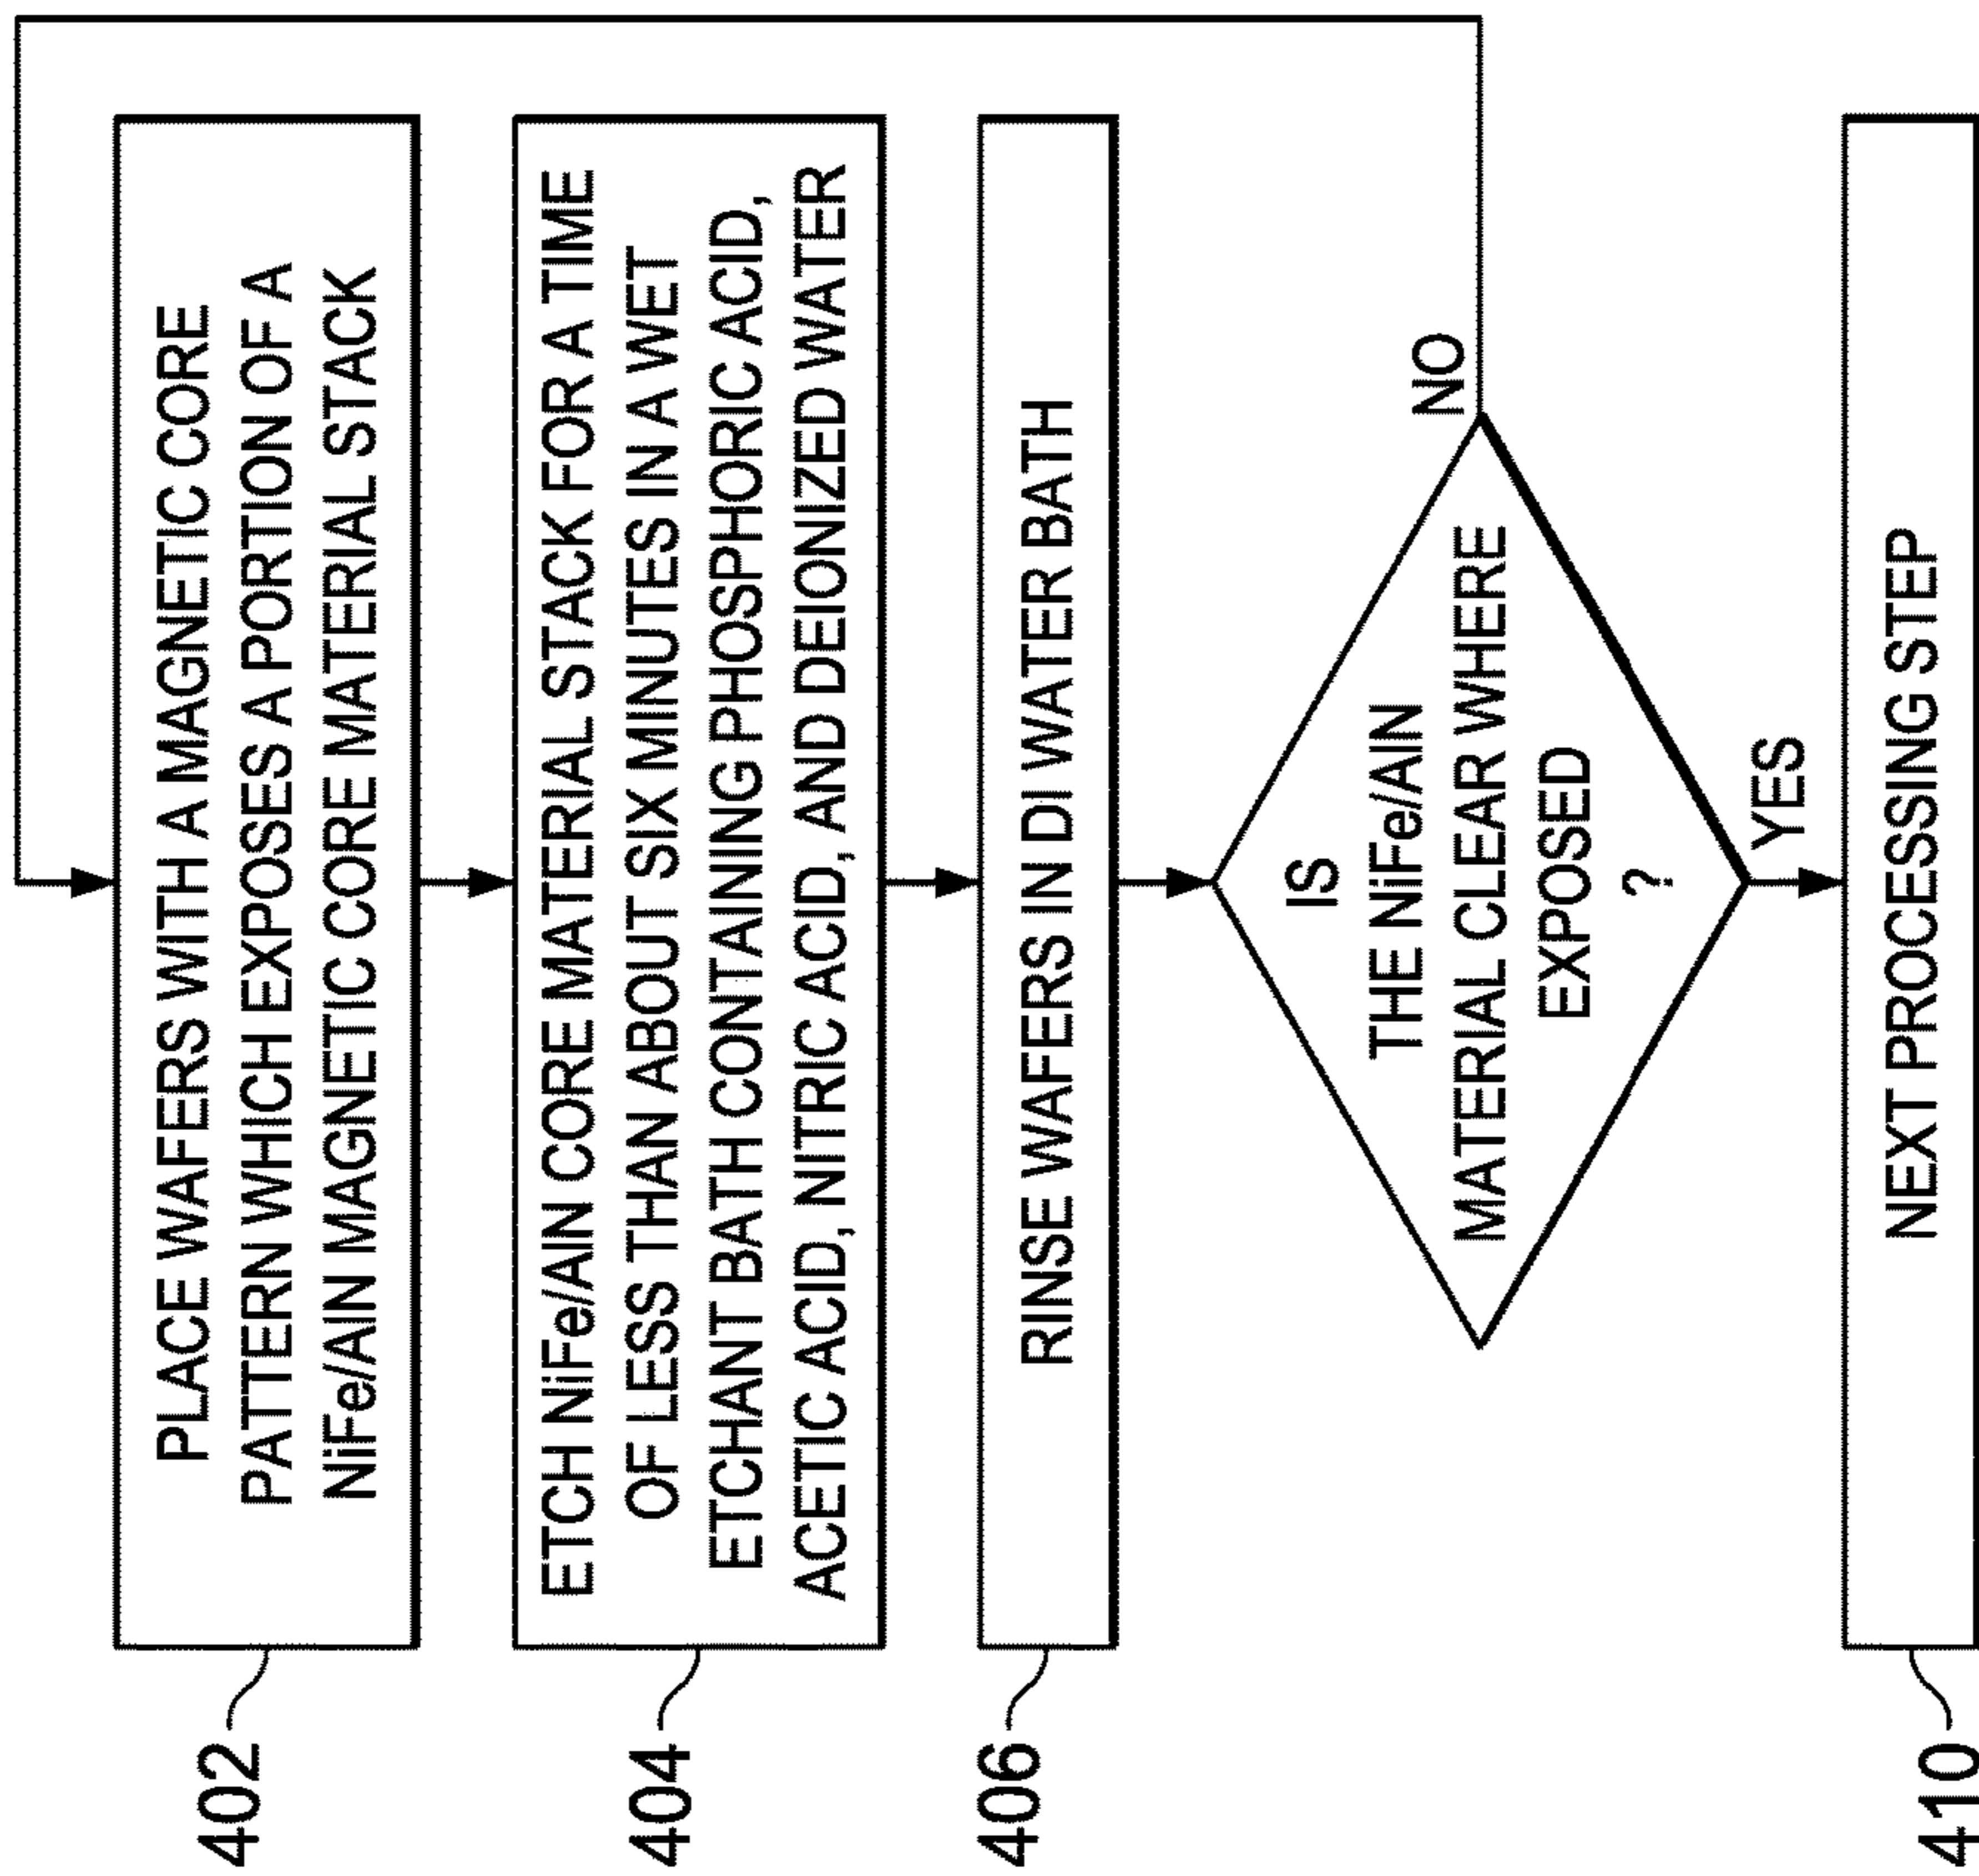 402
PLACE WAFERS WITH A MAGNETIC CORE
PATTERN WHICH EXPOSES A PORTION OF A
NiFe/AlN MAGNETIC CORE MATERIAL STACK
404
ETCH NiFe/AlN CORE MATERIAL STACK FOR A TIME
OF LESS THAN ABOUT SIX MINUTES IN A WET
ETCHANT BATH CONTAINING PHOSPHORIC ACID,
ACETIC ACID, NITRIC ACID, AND DEIONIZED WATER
406
RINSE WAFERS IN DI WATER BATH
IS
THE NiFe/AlN
MATERIAL CLEAR WHERE
EXPOSED
?
NO
YES
410
NEXT PROCESSING STEP